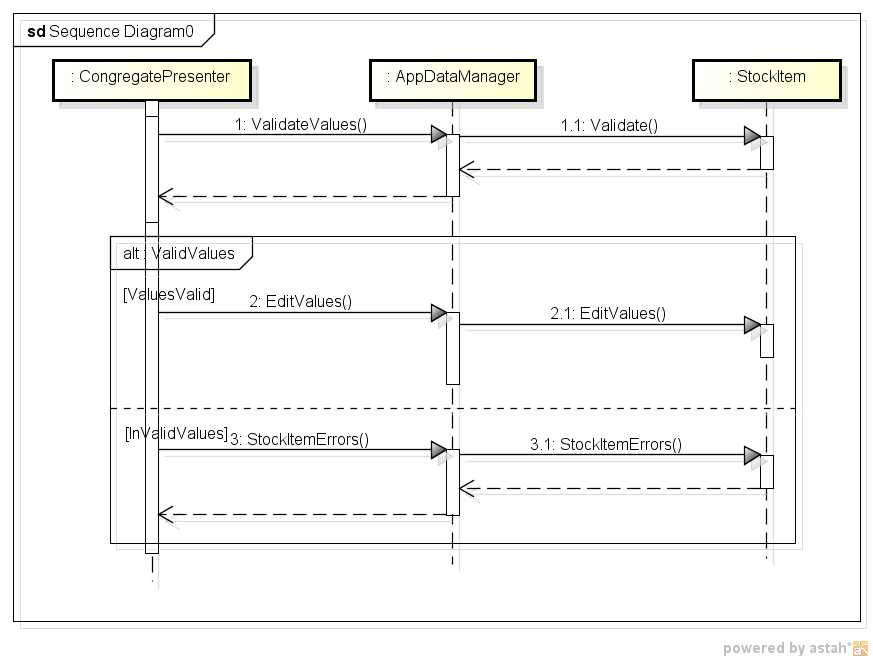 sd Sequence Diagram0
: CongregatePresenter
: AppDataManager
: StockItem
1: ValidateValues()
1.1: Validate()
alt : ValidValues
[ValuesValid]
2: EditValues()
2.1: EditValues()
[InValidValues]
3: StockItemErrors()
3.1: StockItemErrors()
powered by astah*